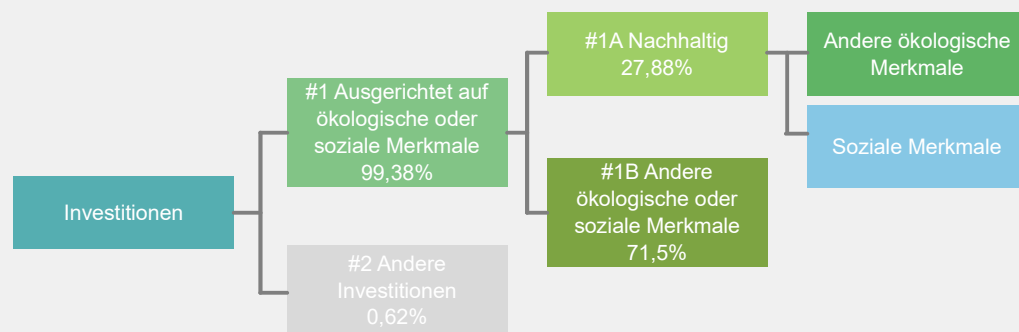 Investitionen
#1 Ausgerichtet auf
ökologische oder
soziale Merkmale
99,38%
#2 Andere
Investitionen
0,62%
#1A Nachhaltig
27,88%
#1B Andere
ökologische oder
soziale Merkmale
71,5%
Andere ökologische
Merkmale
Soziale Merkmale